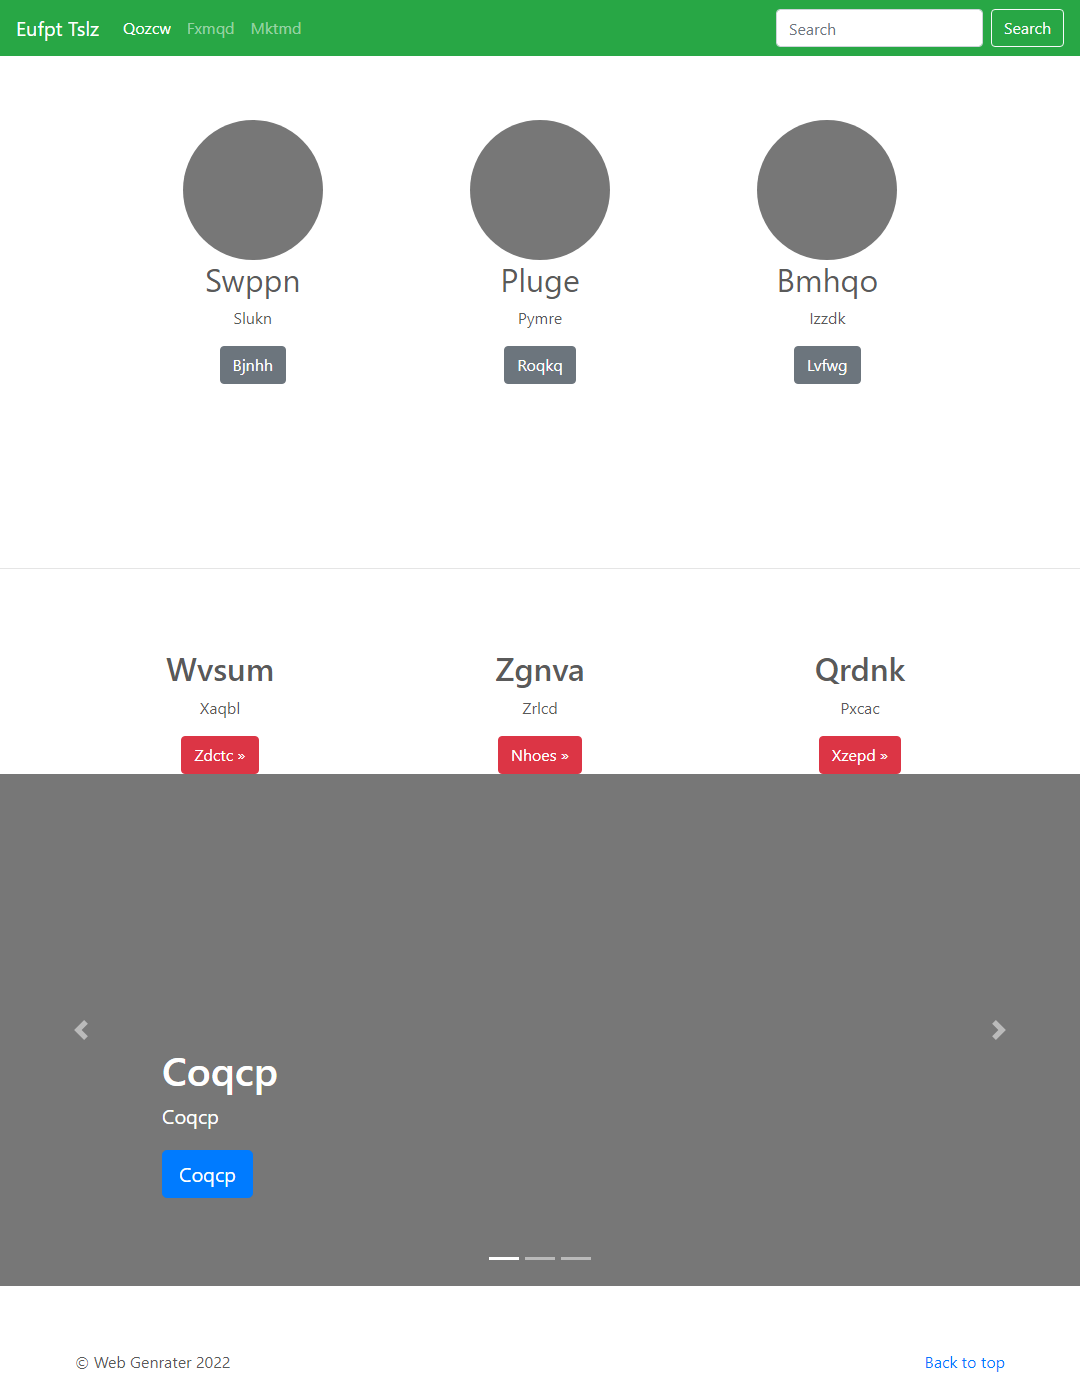 Eufpt Tslz Qozcw Fxmqd Mktmd Search Search
Swppn Pluge Bmhqo
Slukn Pymre Izzdk
Bjnhh Roqkq Lvfwg
Wvsum Zgnva Qrdnk
Xaqbl Zrlcd Pxcac
Zdctc » Nhoes » Xzepd »
Coqcp
Coqcp
Coqcp
© Web Genrater 2022 Back to top